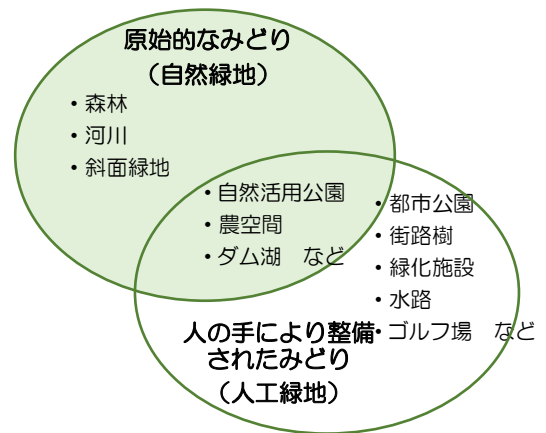 原始的なみどり
（自然緑地）
・森林
・河川
・斜面緑地
・自然活用公園
・農空間
・ダム湖　など
・都市公園
・街路樹
・緑化施設
・水路
・ゴルフ場　など
人の手により整備
されたみどり
（人工緑地）